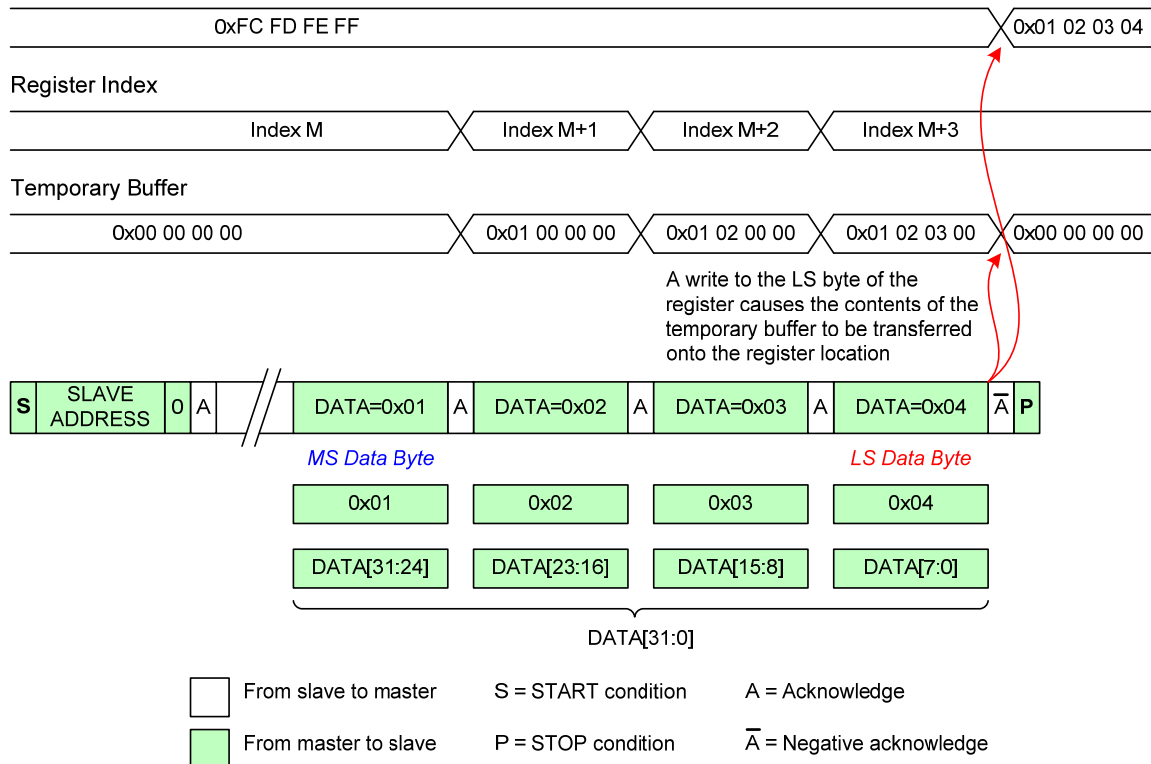 0xFC FD FE FF 0x01 02 03 04
Register Index
Index M Index M+1 Index M+2 Index M+3
Temporary Buffer
0x00 00 00 00 0x01 00 00 00 0x01 02 00 00 0x01 02 03 00 0x00 00 00 00
A write to the LS byte of the
register causes the contents of the
temporary buffer to be transferred
onto the register location
S SLAVE ADDRESS 0 A DATA=0x01 A DATA=0x02 A DATA=0x03 A DATA=0x04 A̅ P
MS Data Byte LS Data Byte
0x01 0x02 0x03 0x04
DATA[31:24] DATA[23:16] DATA[15:8] DATA[7:0]
DATA[31:0]
From slave to master S = START condition A = Acknowledge
From master to slave P = STOP condition A̅ = Negative acknowledge